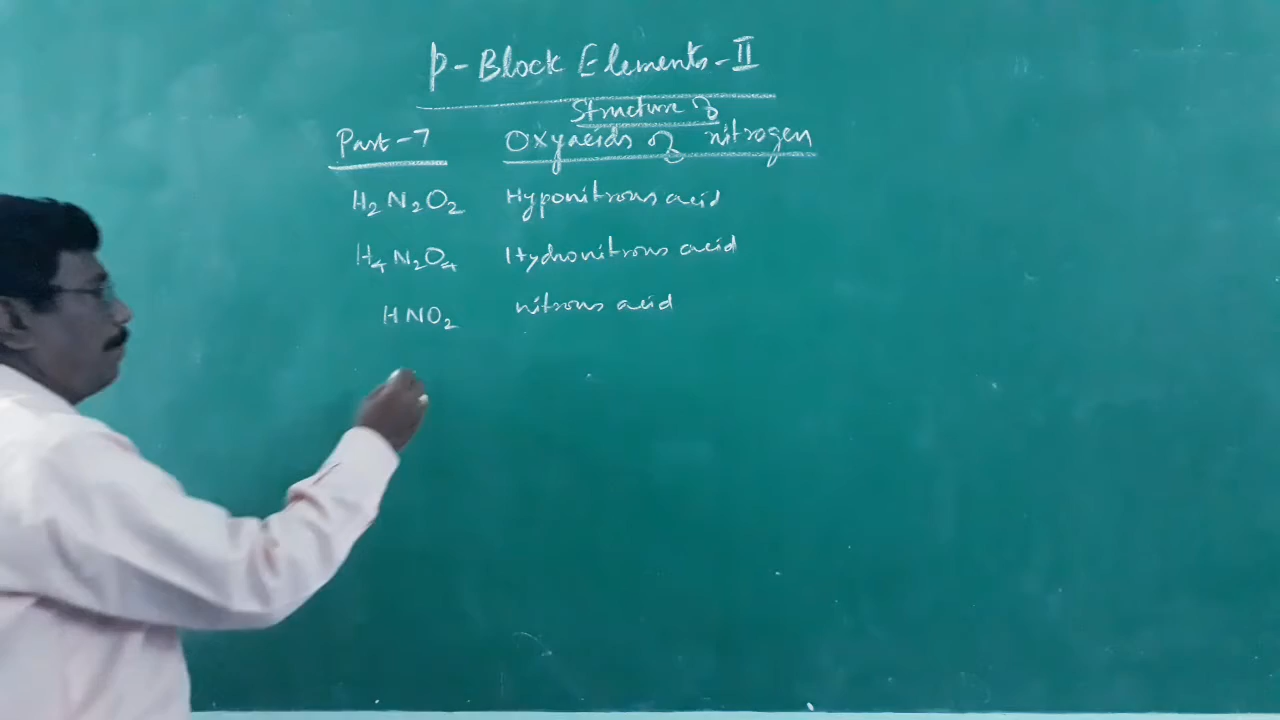 p-Block Elements-II
Structure of
Part-7 Oxyacids of nitrogen
H₂N₂O₂ Hyponitrous acid
H₄N₂O₄ Hydronitrous acid
HNO₂ nitrous acid